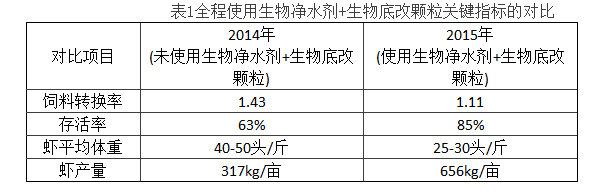 表1全程使用生物净水剂+生物底改颗粒关键指标的对比
对比项目 2014年 2015年
(未使用生物净水剂+生物底改 (使用生物净水剂+生物底改
颗粒) 颗粒)
饲料转换率 1.43 1.11
存活率 63% 85%
虾平均体重 40-50头/斤 25-30头/斤
虾产量 317kg/亩 656kg/亩